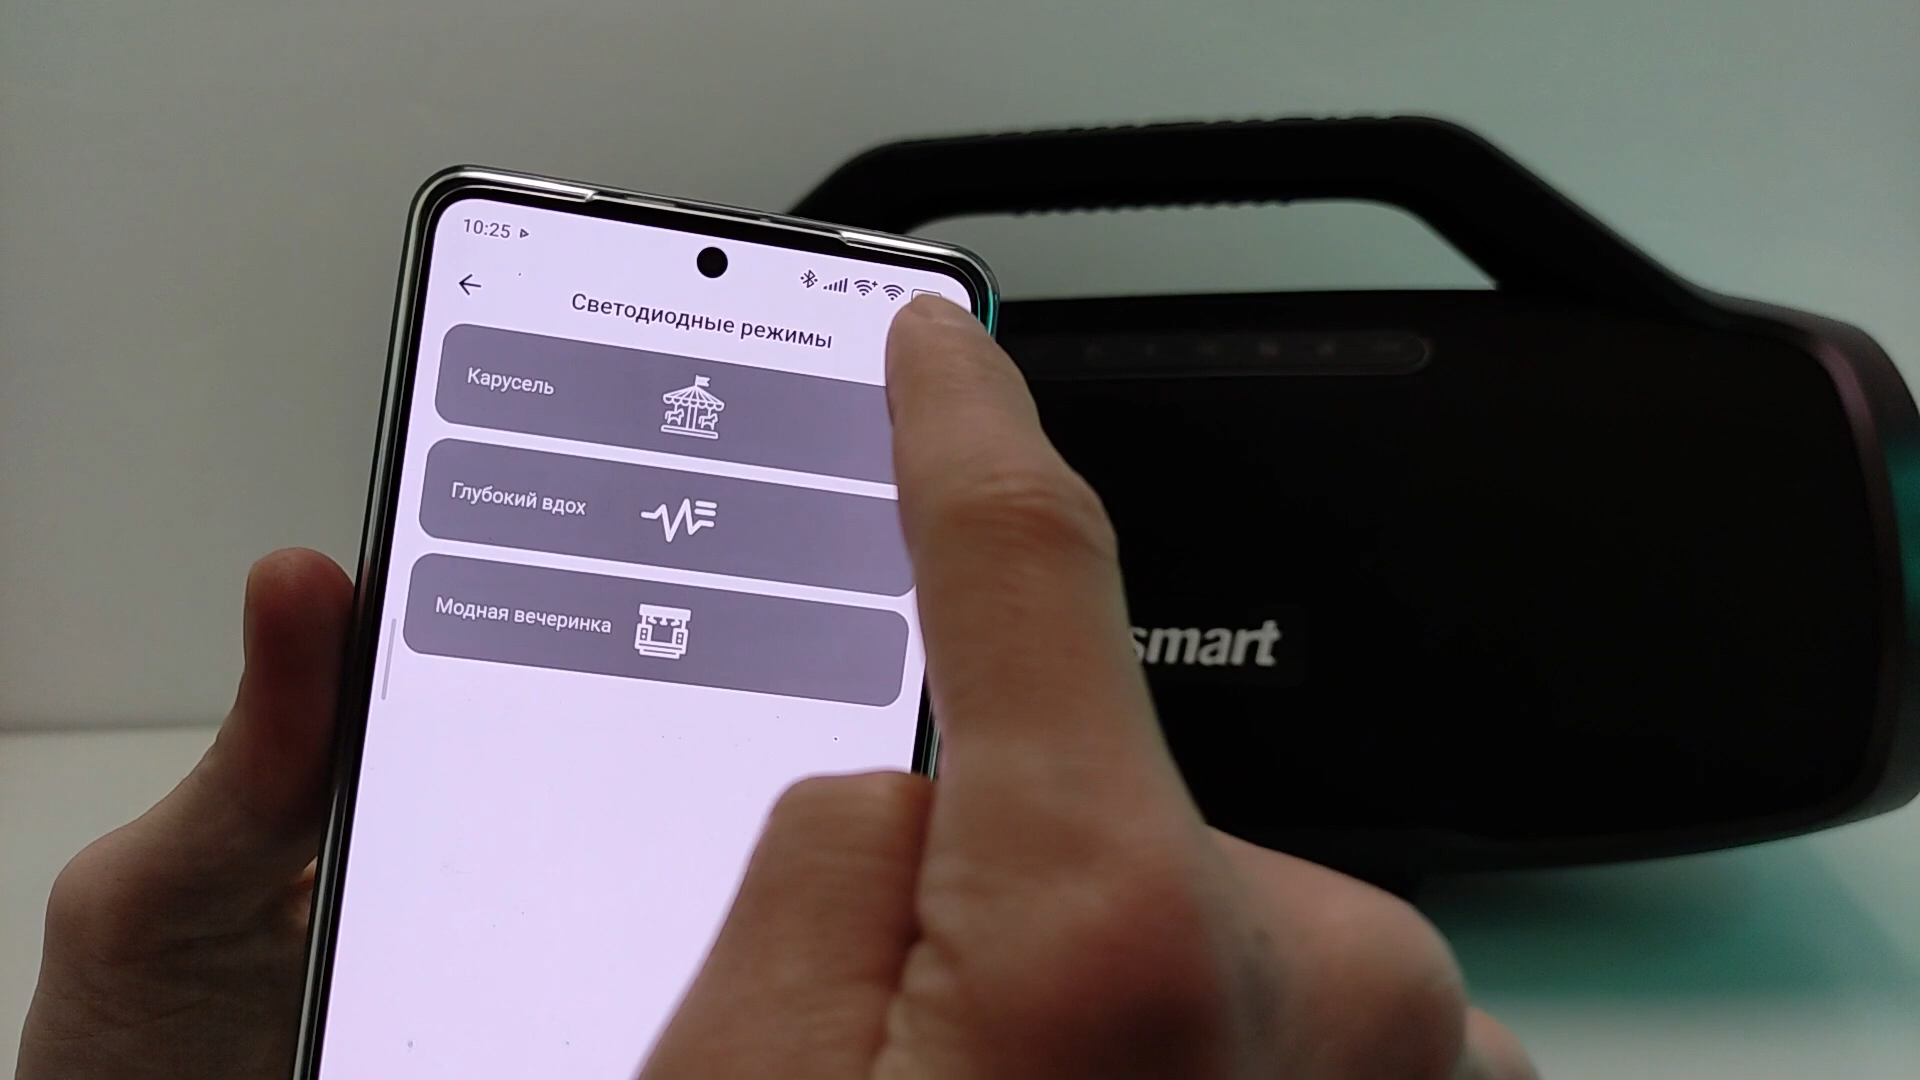 10:25
Светодиодные режимы
Карусель
Глубокий вдох
Модная вечеринка
smart